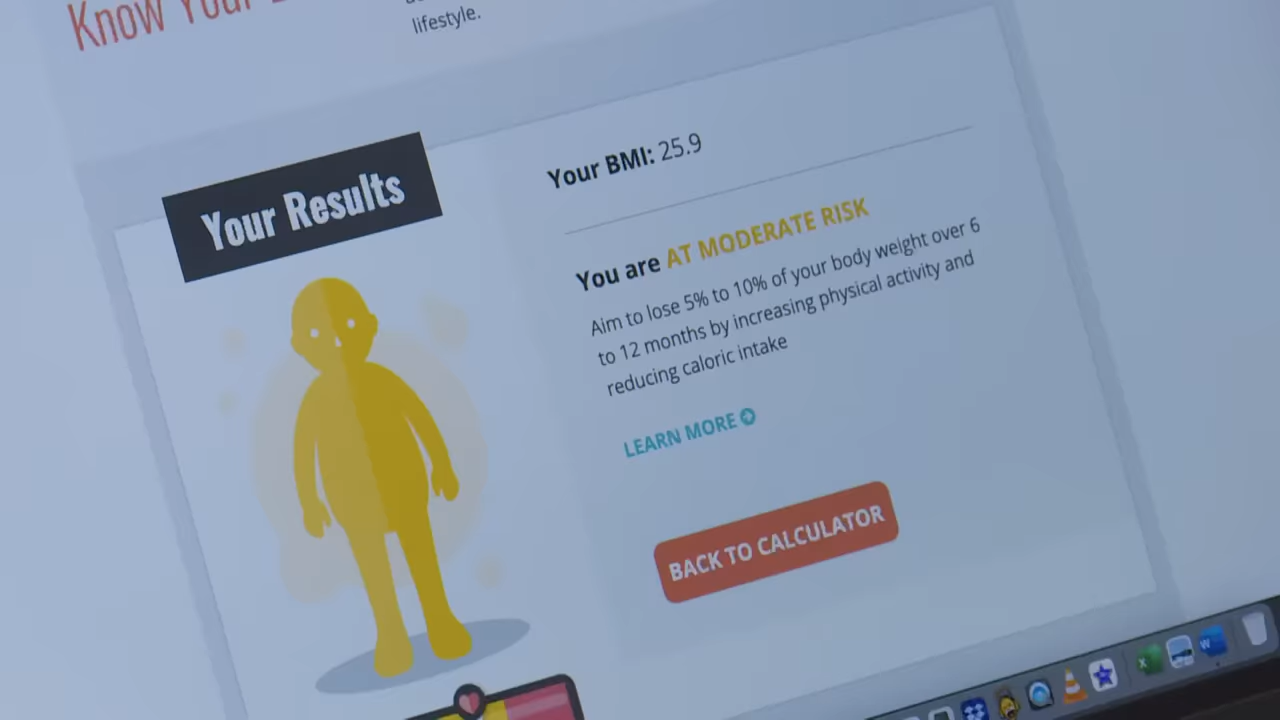 Know Your
lifestyle.
Your Results
Your BMI: 25.9
You are AT MODERATE RISK
Aim to lose 5% to 10% of your body weight over 6
to 12 months by increasing physical activity and
reducing caloric intake
LEARN MORE
BACK TO CALCULATOR